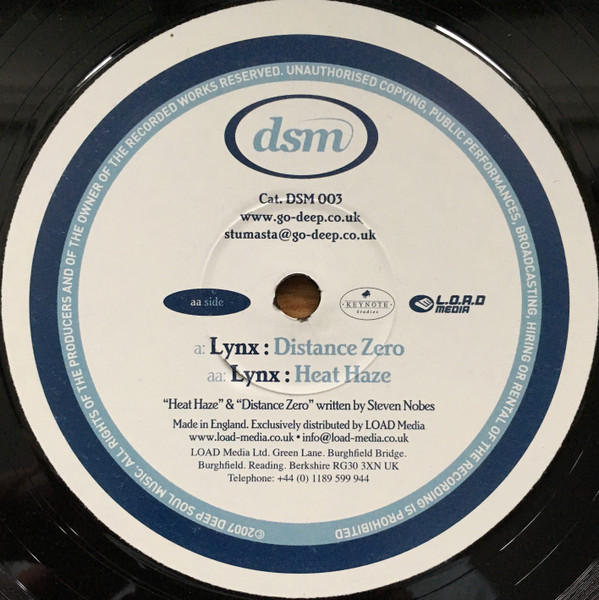 dsm
Cat. DSM 003
www.go-deep.co.uk
stumasta@go-deep.co.uk
aa side
KEYNOTE
Studios
L.O.A.D
MEDIA
a: Lynx : Distance Zero
aa: Lynx : Heat Haze
“Heat Haze” & “Distance Zero” written by Steven Nobes
Made in England. Exclusively distributed by LOAD Media
www.load-media.co.uk • info@load-media.co.uk
LOAD Media Ltd. Green Lane. Burghfield Bridge.
Burghfield. Reading. Berkshire RG30 3XN UK
Telephone: +44 (0) 1189 599 944
©2007 DEEP SOUL MUSIC. ALL RIGHTS OF THE PRODUCERS AND OF THE OWNER OF THE RECORDED WORKS RESERVED. UNAUTHORISED COPYING, PUBLIC PERFORMANCES, BROADCASTING, HIRING OR RENTAL OF THE RECORDING IS PROHIBITED